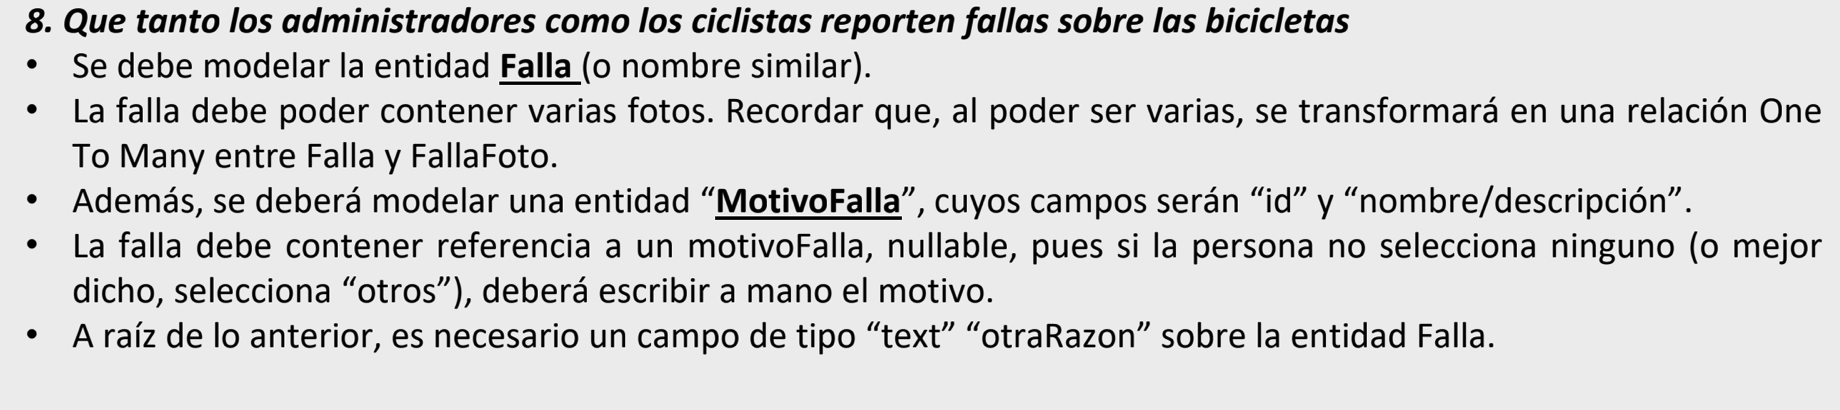 8. Que tanto los administradores como los ciclistas reporten fallas sobre las bicicletas
• Se debe modelar la entidad Falla (o nombre similar).
• La falla debe poder contener varias fotos. Recordar que, al poder ser varias, se transformará en una relación One
To Many entre Falla y FallaFoto.
• Además, se deberá modelar una entidad “MotivoFalla”, cuyos campos serán “id” y “nombre/descripción”.
• La falla debe contener referencia a un motivoFalla, nullable, pues si la persona no selecciona ninguno (o mejor
dicho, selecciona “otros”), deberá escribir a mano el motivo.
• A raíz de lo anterior, es necesario un campo de tipo “text” “otraRazon” sobre la entidad Falla.